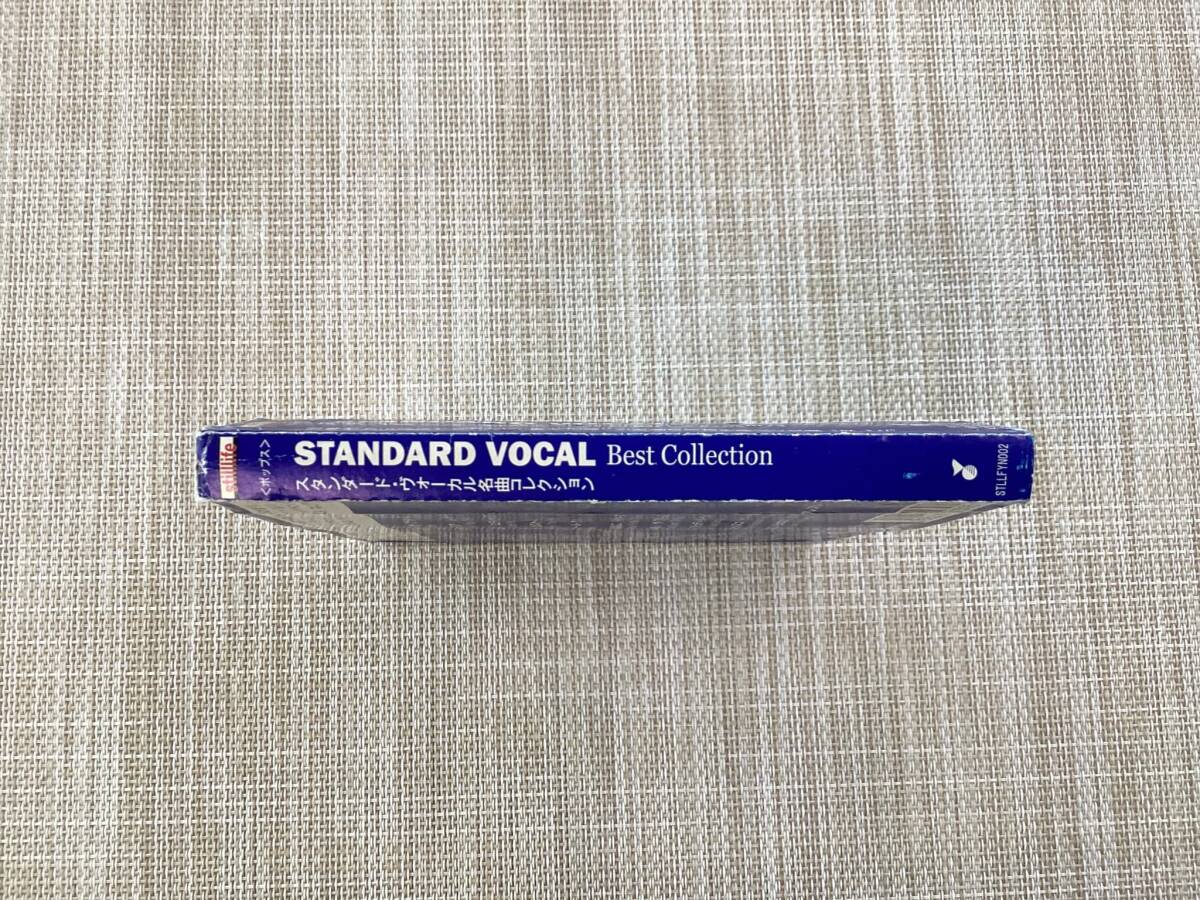 stilllife
<ポップス>
STANDARD VOCAL Best Collection
スタンダード・ヴォーカル名曲コレクション
STLLFYN002